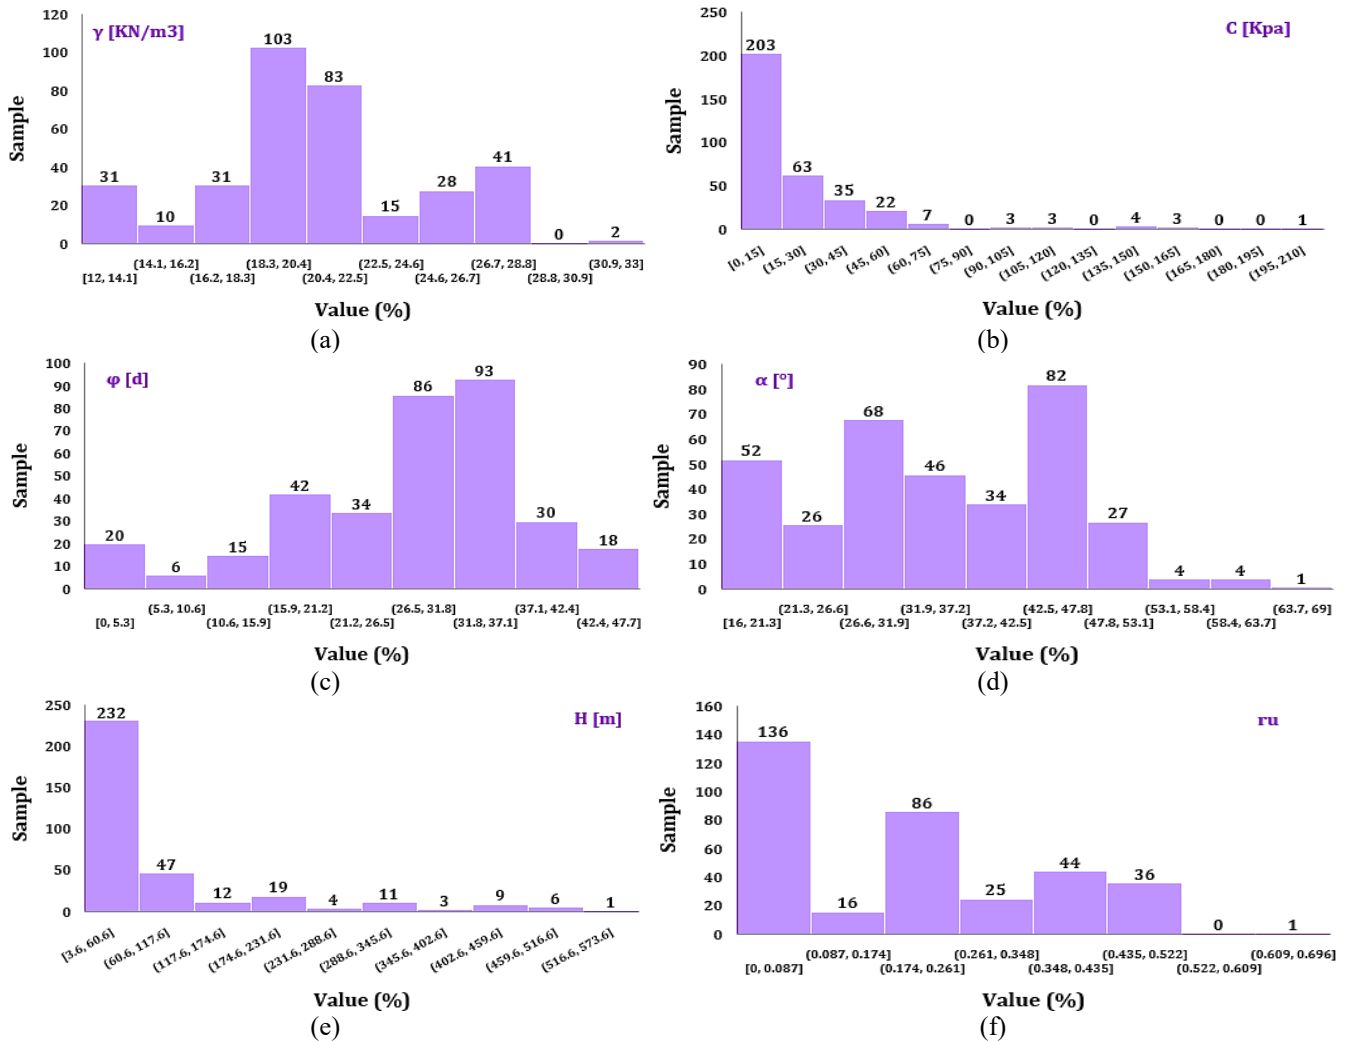 γ [KN/m3]
Sample
120
100
80
60
40
20
0
31 10 31 103 83 15 28 41 0 2
(14.1, 16.2] (18.3, 20.4] (22.5, 24.6] (26.7, 28.8] (30.9, 33]
[12, 14.1] (16.2, 18.3] (20.4, 22.5] (24.6, 26.7] (28.8, 30.9]
Value (%)
(a)
C [Kpa]
Sample
250
200
150
100
50
0
203 63 35 22 7 0 3 3 0 4 3 0 0 1
[0, 15] (15, 30] (30, 45] (45, 60] (60, 75] (75, 90] (90, 105] (105, 120] (120, 135] (135, 150] (150, 165] (165, 180] (180, 195] (195, 210]
Value (%)
(b)
φ [d]
Sample
100
90
80
70
60
50
40
30
20
10
0
20 6 15 42 34 86 93 30 18
(5.3, 10.6] (15.9, 21.2] (26.5, 31.8] (37.1, 42.4]
[0, 5.3] (10.6, 15.9] (21.2, 26.5] (31.8, 37.1] (42.4, 47.7]
Value (%)
(c)
α [°]
Sample
90
80
70
60
50
40
30
20
10
0
52 26 68 46 34 82 27 4 4 1
(21.3, 26.6] (31.9, 37.2] (42.5, 47.8] (53.1, 58.4] (63.7, 69]
[16, 21.3] (26.6, 31.9] (37.2, 42.5] (47.8, 53.1] (58.4, 63.7]
Value (%)
(d)
H [m]
Sample
250
200
150
100
50
0
232 47 12 19 4 11 3 9 6 1
[3.6, 60.6] (60.6, 117.6] (117.6, 174.6] (174.6, 231.6] (231.6, 288.6] (288.6, 345.6] (345.6, 402.6] (402.6, 459.6] (459.6, 516.6] (516.6, 573.6]
Value (%)
(e)
ru
Sample
160
140
120
100
80
60
40
20
0
136 16 86 25 44 36 0 1
(0.087, 0.174] (0.261, 0.348] (0.435, 0.522] (0.609, 0.696]
[0, 0.087] (0.174, 0.261] (0.348, 0.435] (0.522, 0.609]
Value (%)
(f)